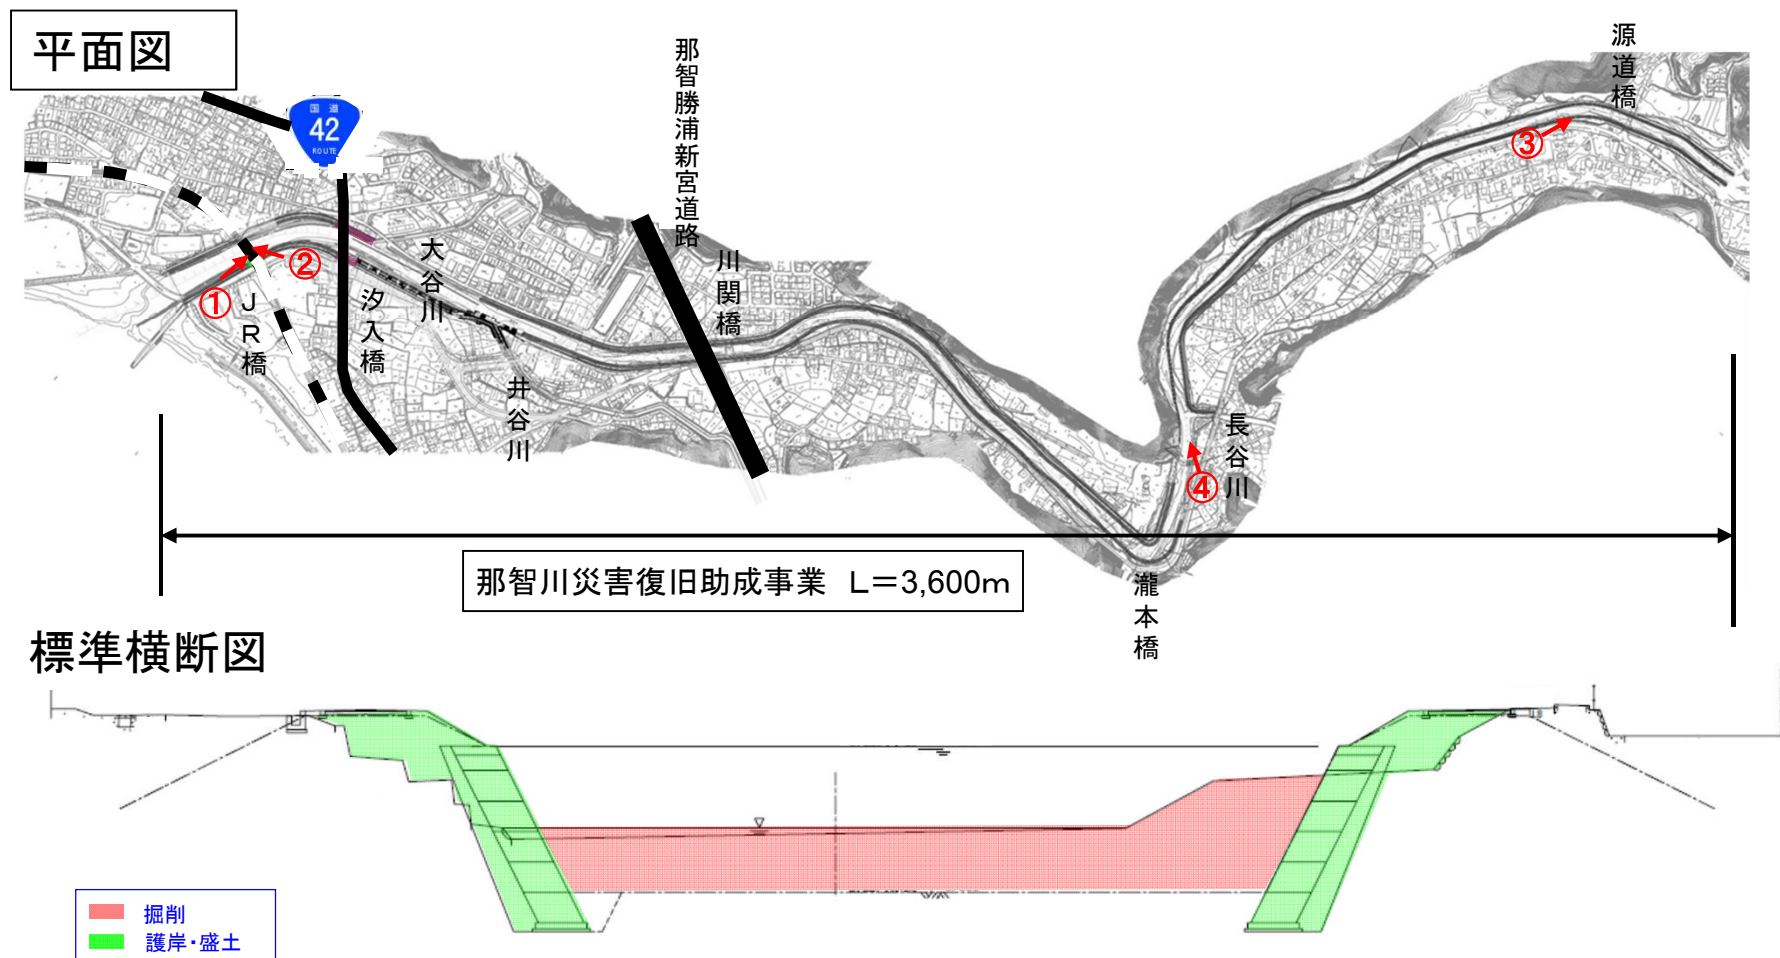 平面図
国道
42
ROUTE
那智勝浦新宮道路
源道橋
③
大谷川
川関橋
②
①
JR橋
汐入橋
井谷川
長谷川
④
那智川災害復旧助成事業 L=3,600m
瀧本橋
標準横断図
掘削
護岸・盛土